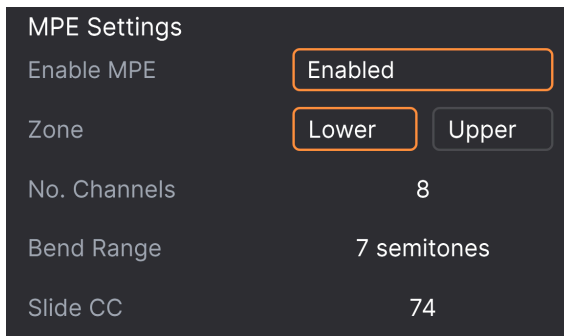 MPE Settings
Enable MPE Enabled
Zone Lower Upper
No. Channels 8
Bend Range 7 semitones
Slide CC 74